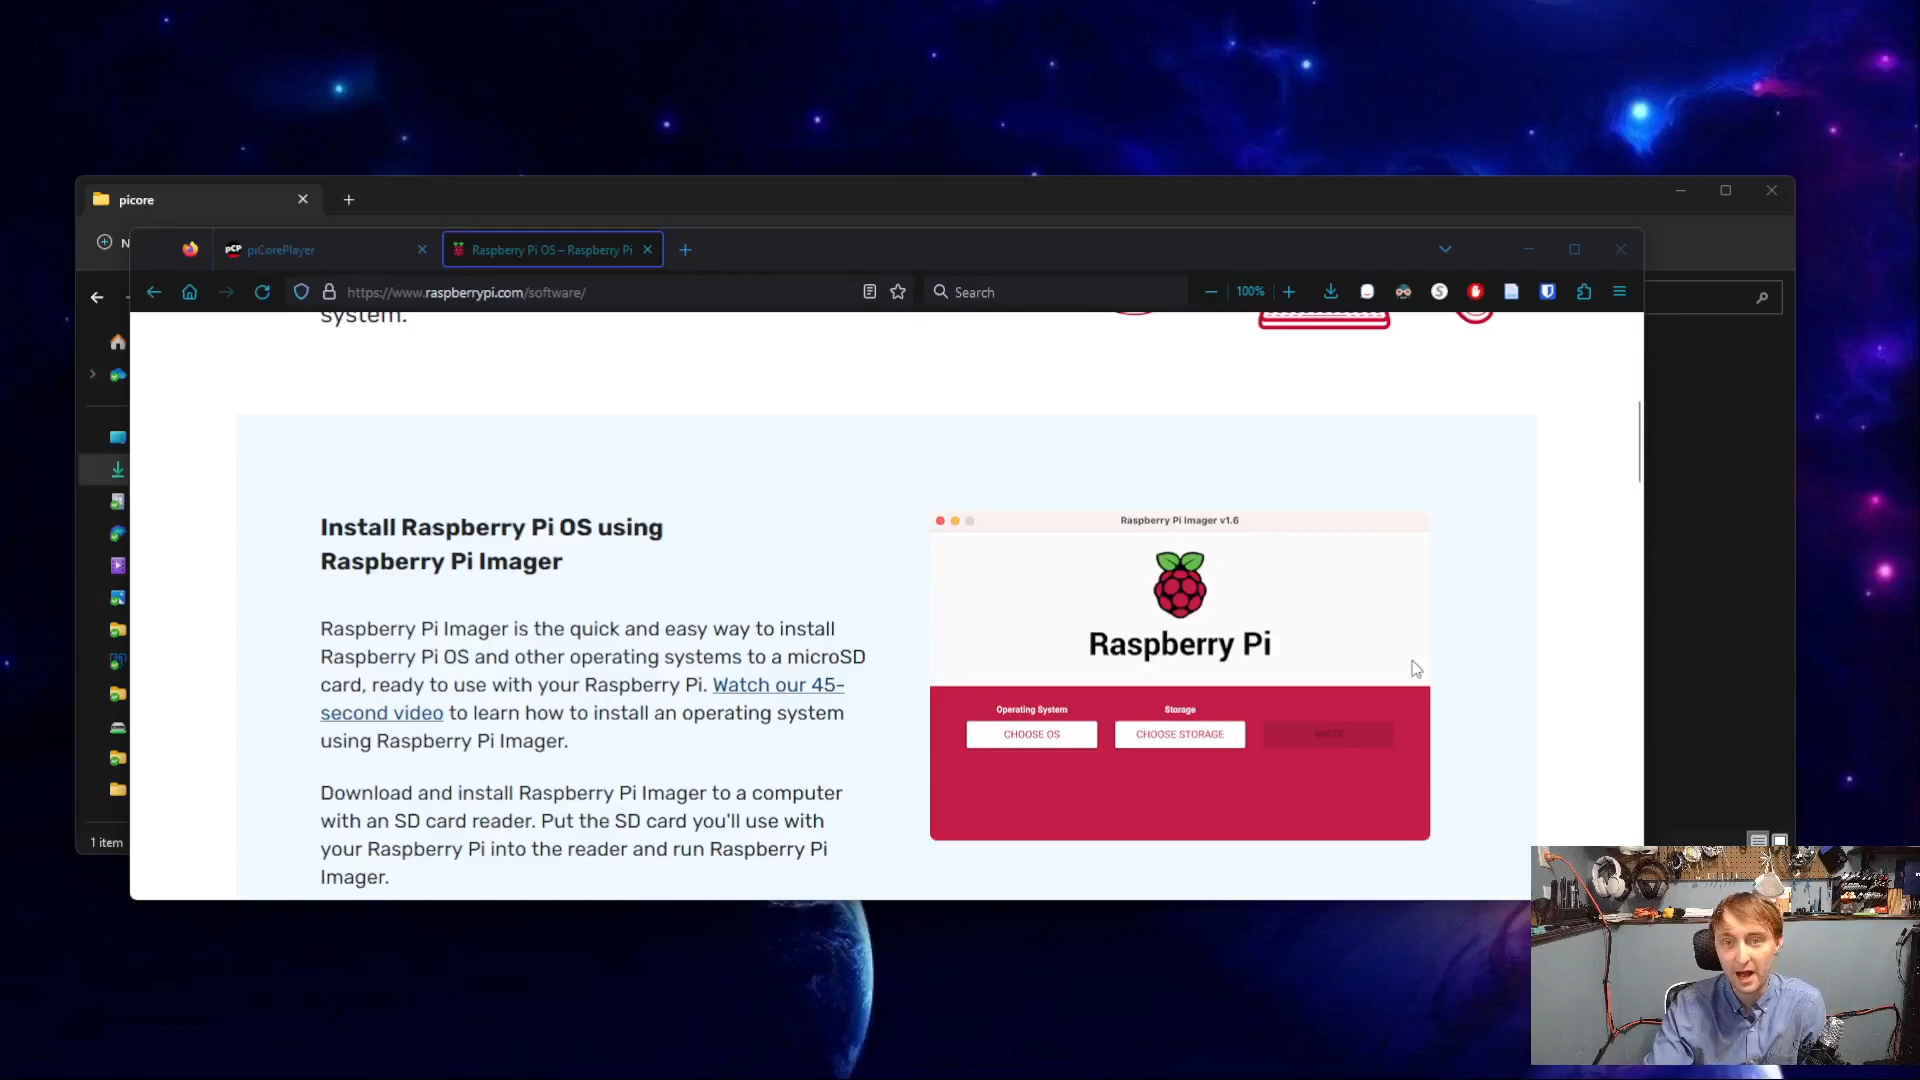 picore
N
pCP piCorePlayer
Raspberry Pi OS – Raspberry Pi
https://www.raspberrypi.com/software/
Search
100%
S
system.
Install Raspberry Pi OS using
Raspberry Pi Imager
Raspberry Pi Imager is the quick and easy way to install
Raspberry Pi OS and other operating systems to a microSD
card, ready to use with your Raspberry Pi. Watch our 45-
second video to learn how to install an operating system
using Raspberry Pi Imager.
Download and install Raspberry Pi Imager to a computer
with an SD card reader. Put the SD card you'll use with
your Raspberry Pi into the reader and run Raspberry Pi
Imager.
Raspberry Pi Imager v1.6
Raspberry Pi
Operating System
Storage
CHOOSE OS
CHOOSE STORAGE
WRITE
1 item